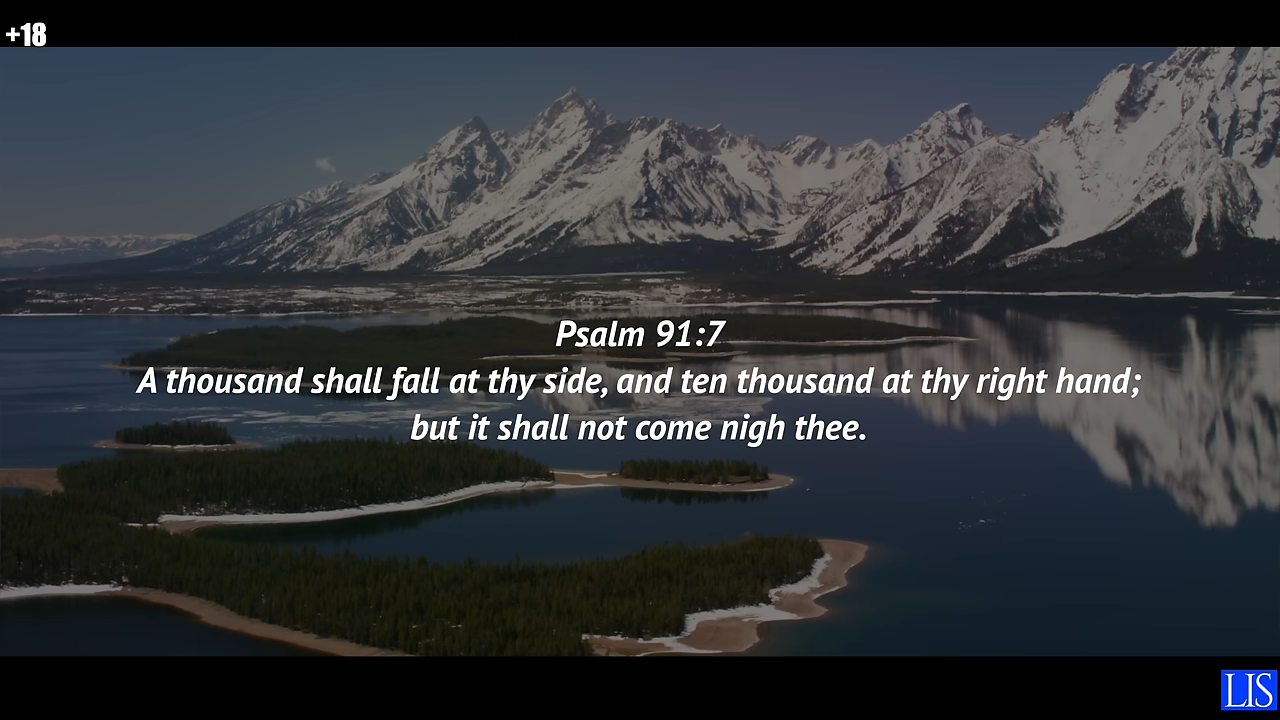 +18
Psalm 91:7
A thousand shall fall at thy side, and ten thousand at thy right hand;
but it shall not come nigh thee.
LIS